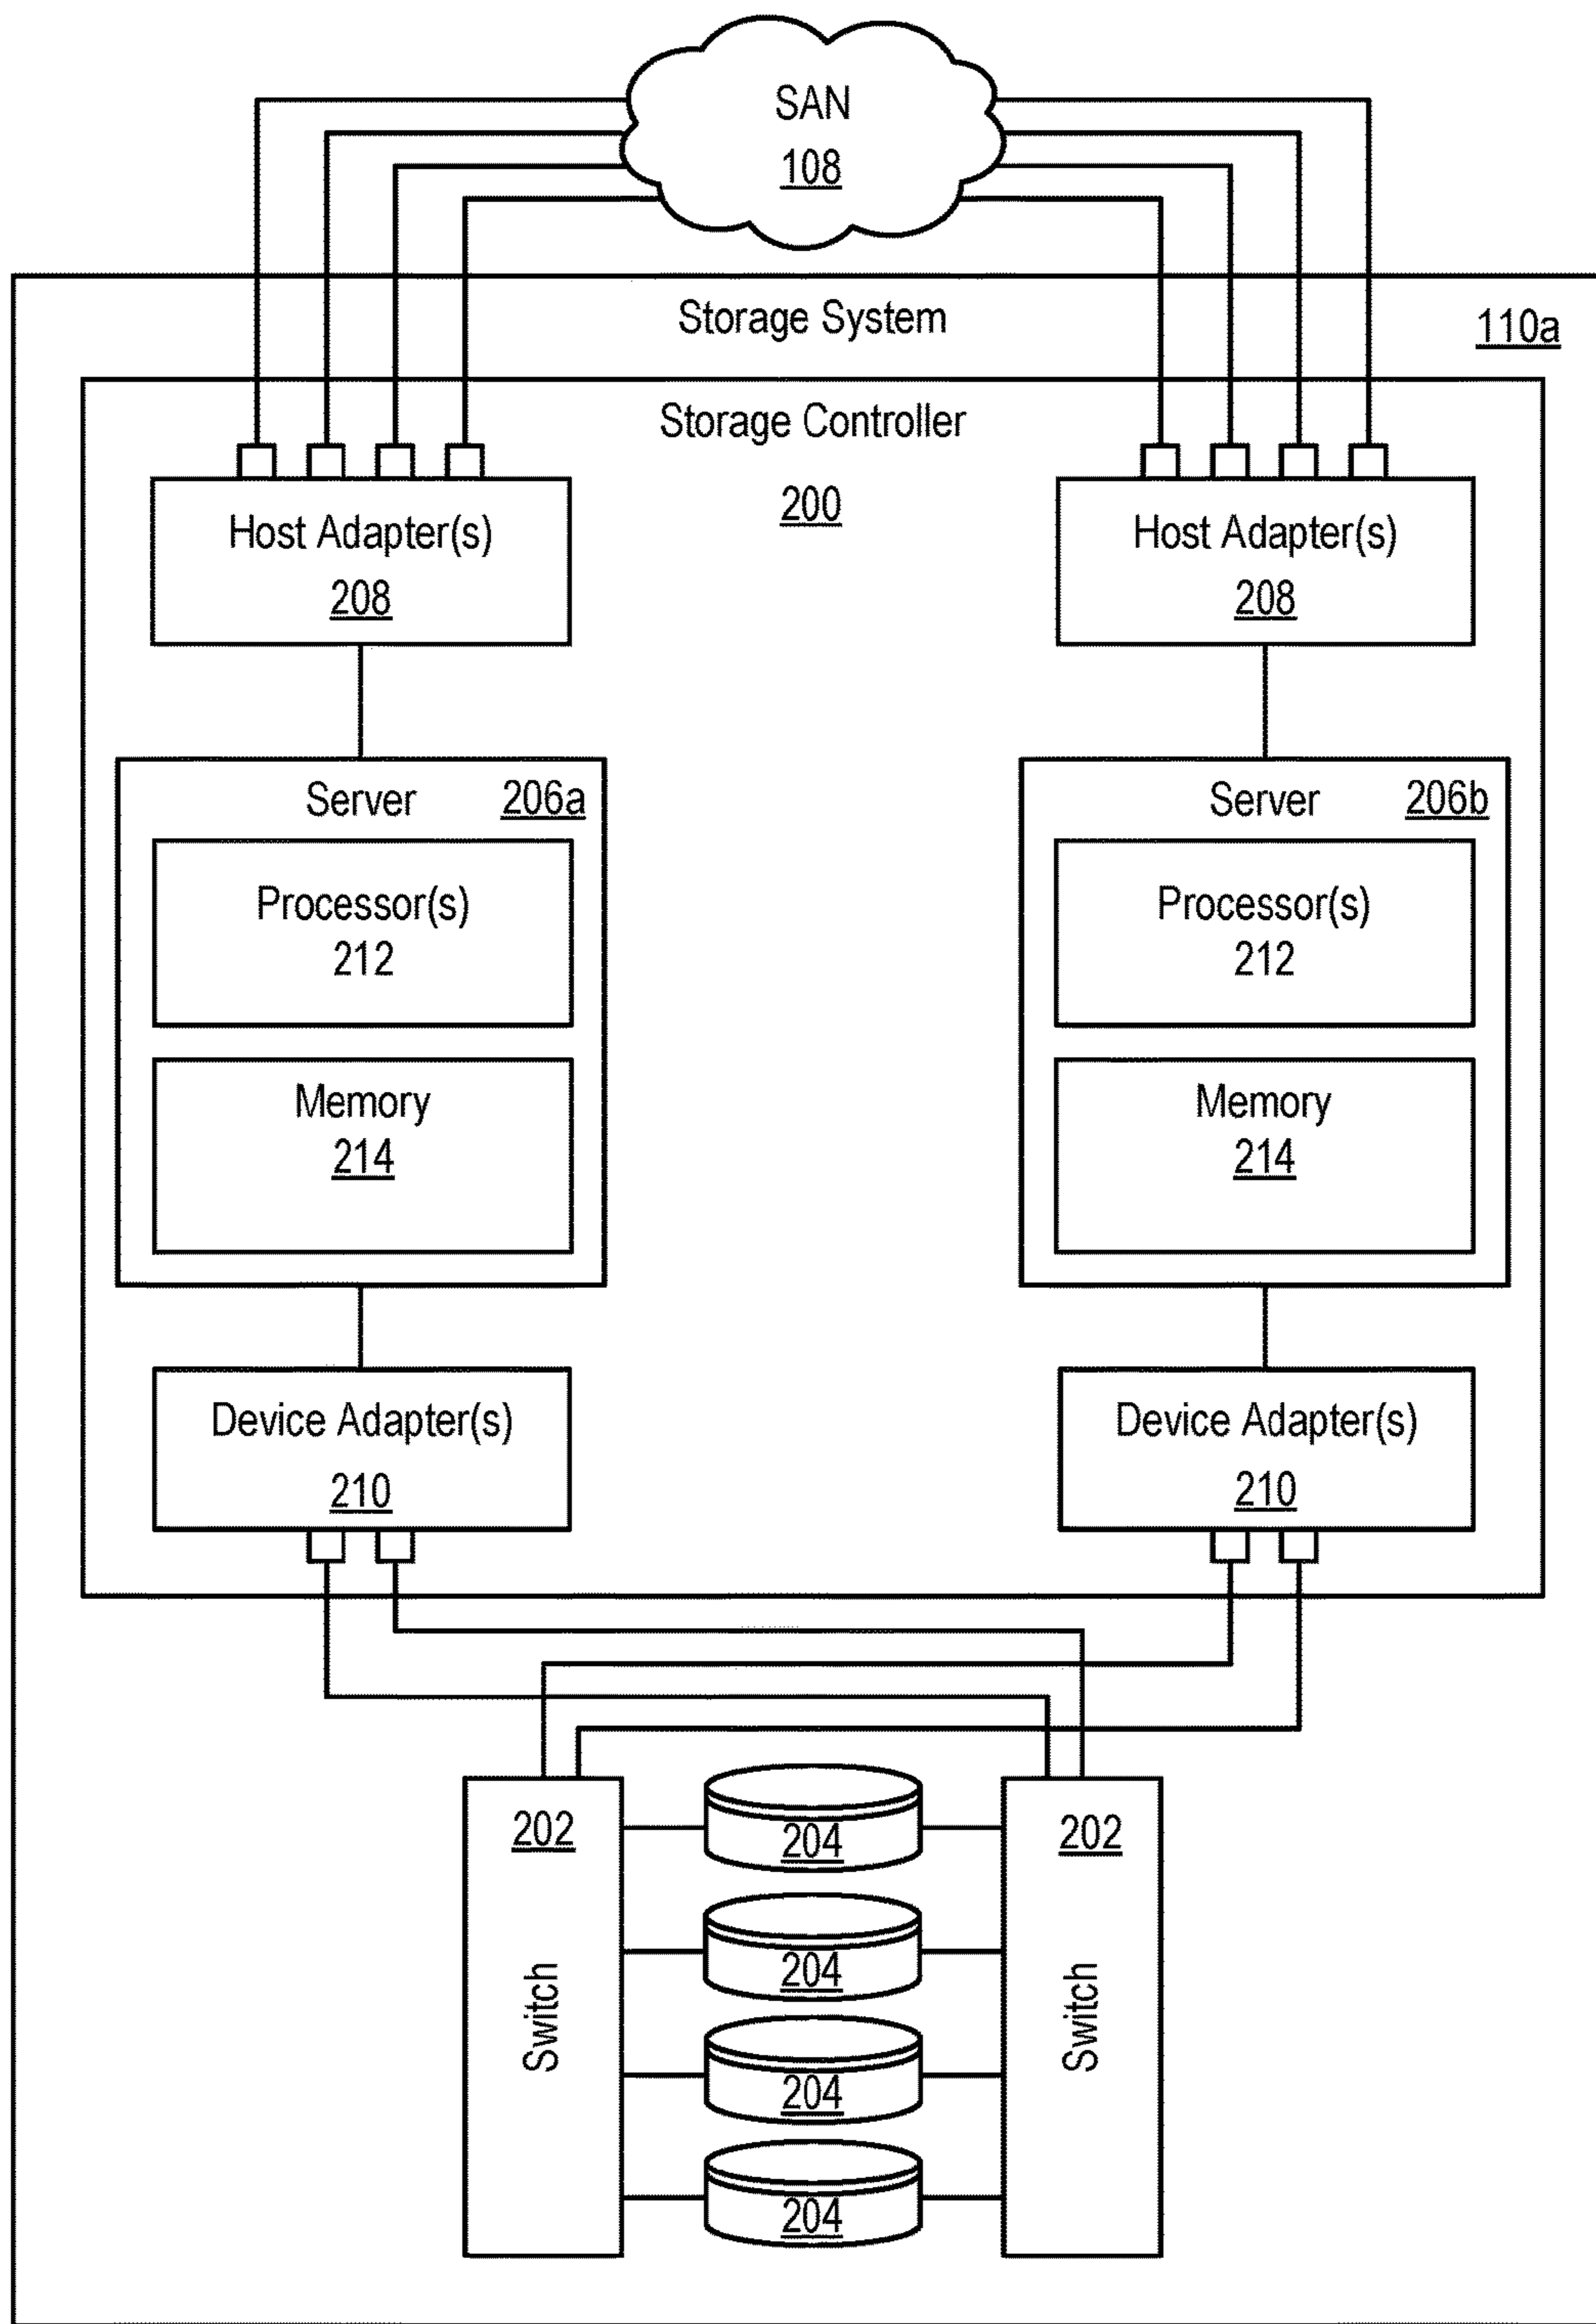 SAN
108
Storage System
110a
Storage Controller
200
Host Adapter(s)
208
Host Adapter(s)
208
Server 206a
Processor(s)
212
Memory
214
Server 206b
Processor(s)
212
Memory
214
Device Adapter(s)
210
Device Adapter(s)
210
202
Switch
204
204
204
204
202
Switch